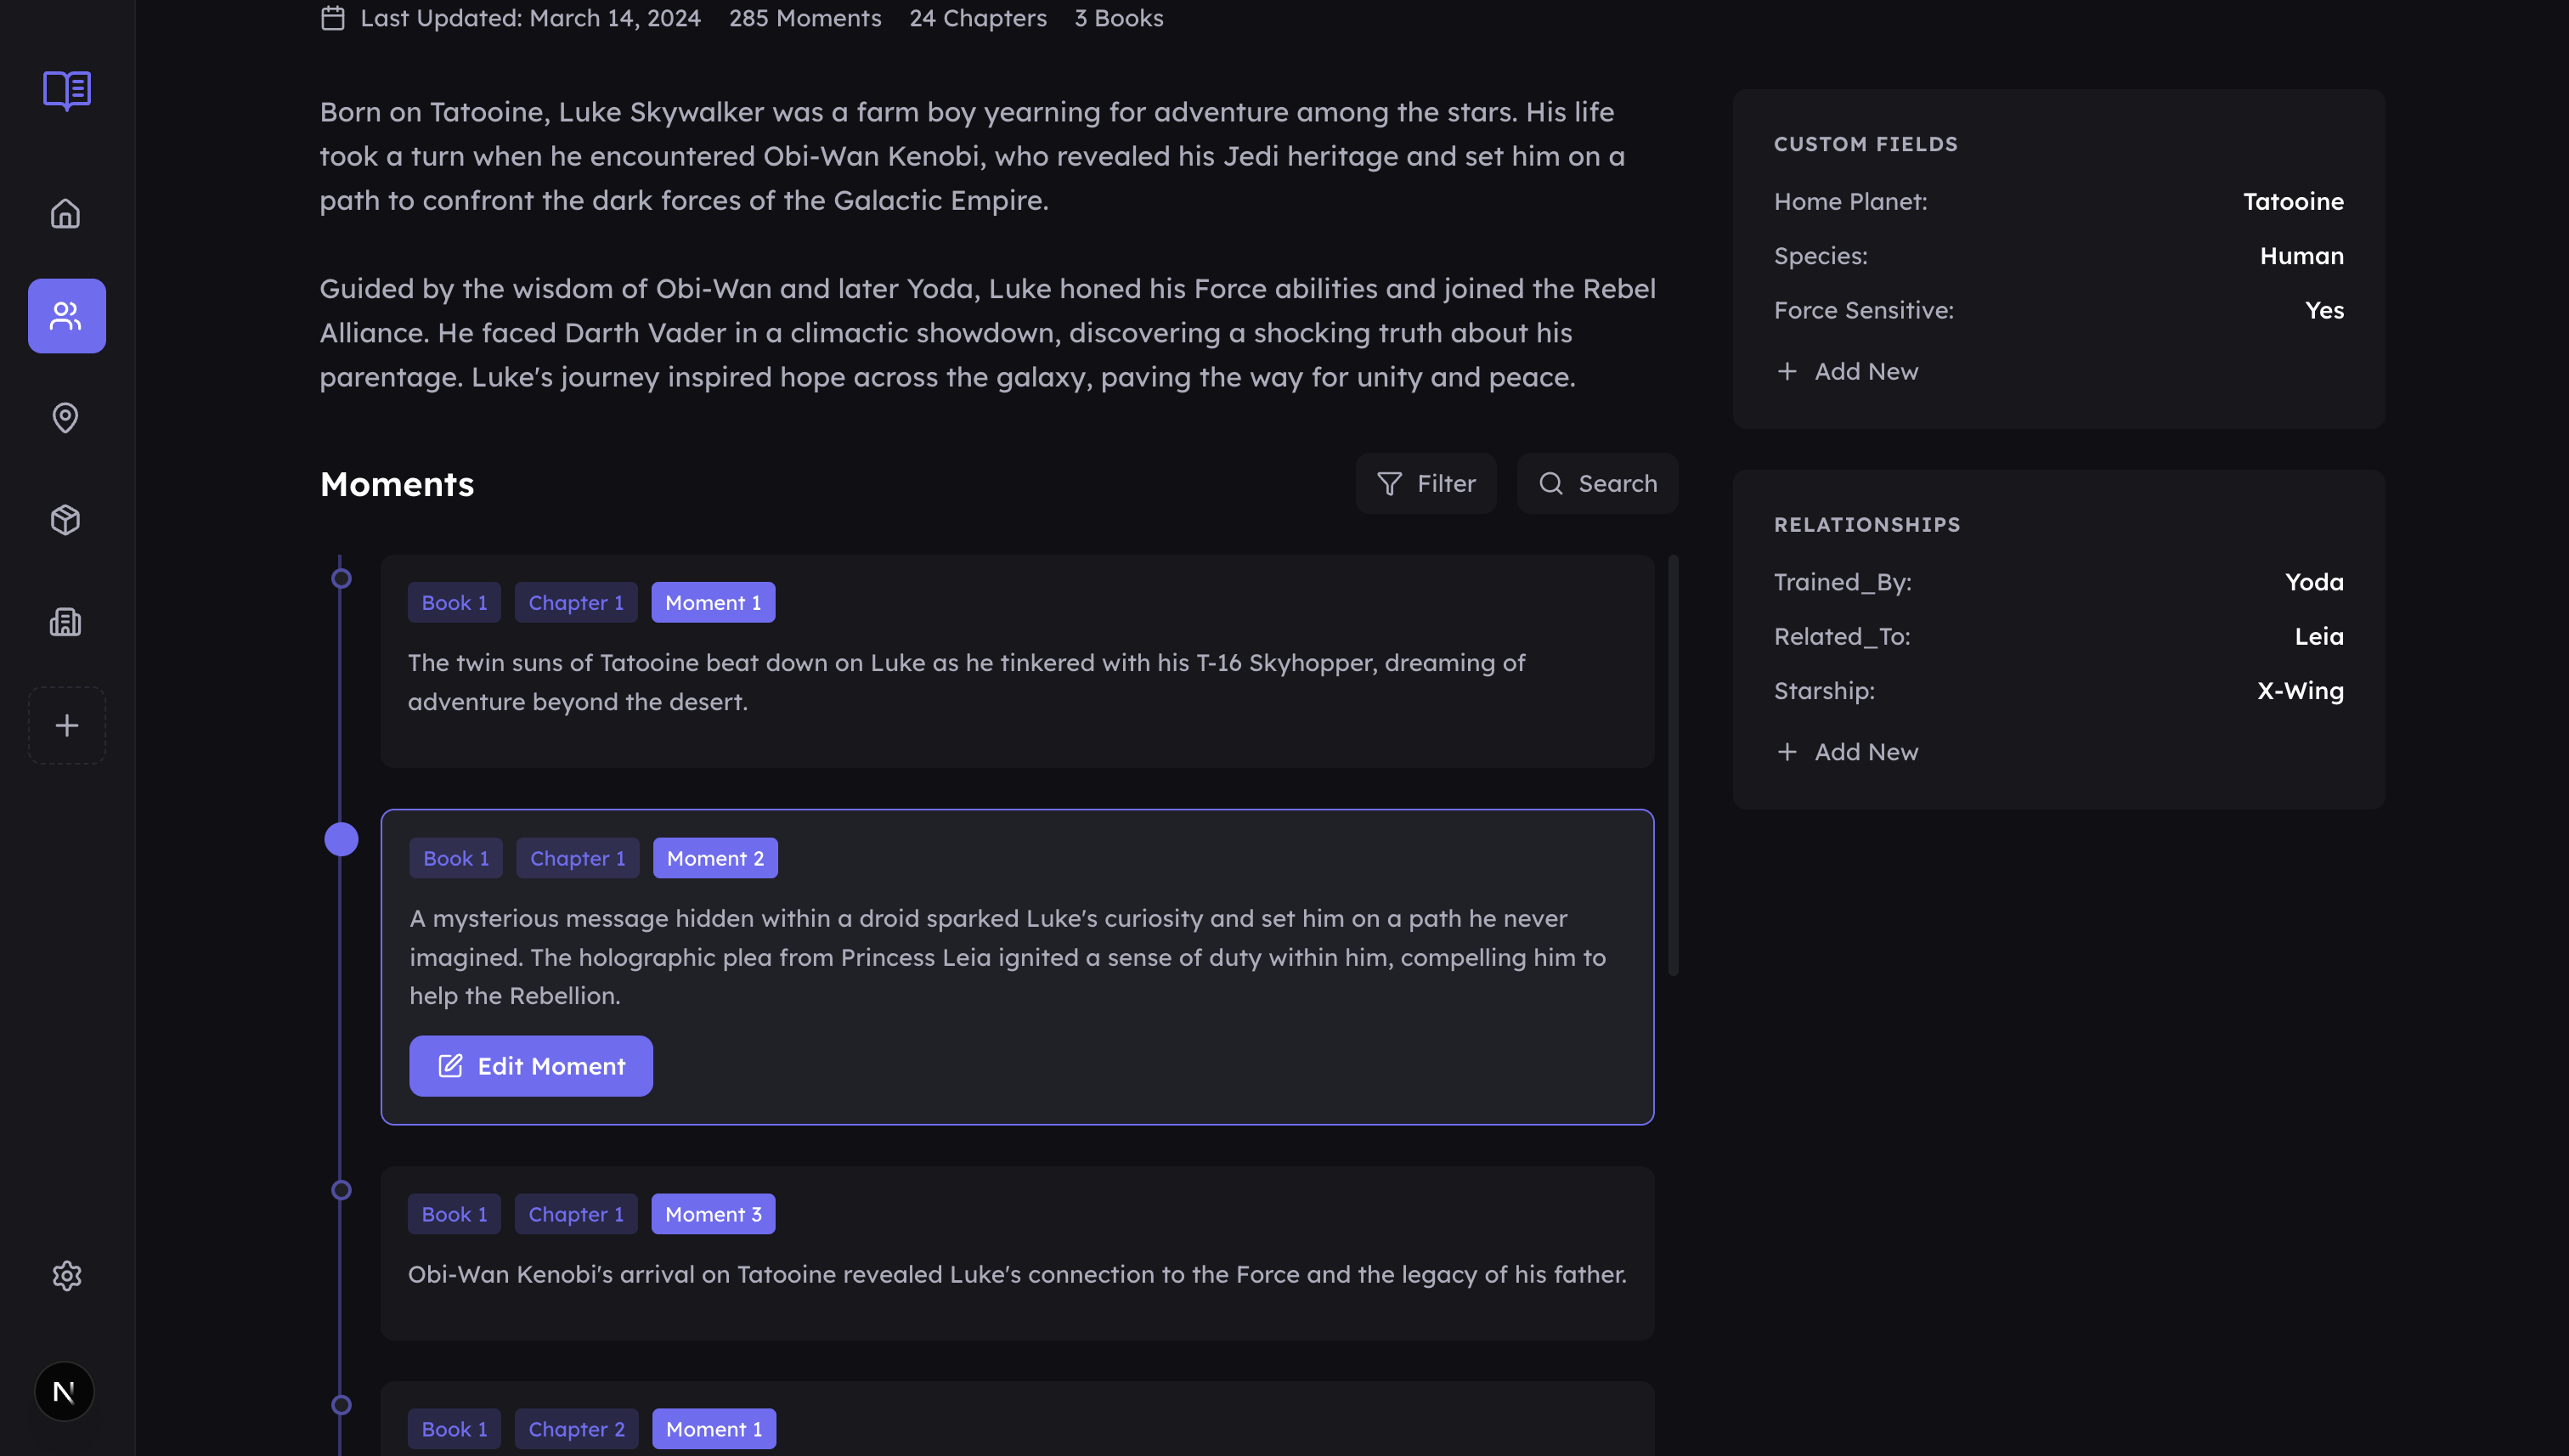 Last Updated: March 14, 2024 285 Moments 24 Chapters 3 Books
Born on Tatooine, Luke Skywalker was a farm boy yearning for adventure among the stars. His life
took a turn when he encountered Obi-Wan Kenobi, who revealed his Jedi heritage and set him on a
path to confront the dark forces of the Galactic Empire.
Guided by the wisdom of Obi-Wan and later Yoda, Luke honed his Force abilities and joined the Rebel
Alliance. He faced Darth Vader in a climactic showdown, discovering a shocking truth about his
parentage. Luke's journey inspired hope across the galaxy, paving the way for unity and peace.
Moments
Filter
Search
Book 1 Chapter 1 Moment 1
The twin suns of Tatooine beat down on Luke as he tinkered with his T-16 Skyhopper, dreaming of
adventure beyond the desert.
Book 1 Chapter 1 Moment 2
A mysterious message hidden within a droid sparked Luke's curiosity and set him on a path he never
imagined. The holographic plea from Princess Leia ignited a sense of duty within him, compelling him to
help the Rebellion.
Edit Moment
Book 1 Chapter 1 Moment 3
Obi-Wan Kenobi's arrival on Tatooine revealed Luke's connection to the Force and the legacy of his father.
Book 1 Chapter 2 Moment 1
CUSTOM FIELDS
Home Planet: Tatooine
Species: Human
Force Sensitive: Yes
+ Add New
RELATIONSHIPS
Trained_By: Yoda
Related_To: Leia
Starship: X-Wing
+ Add New
N